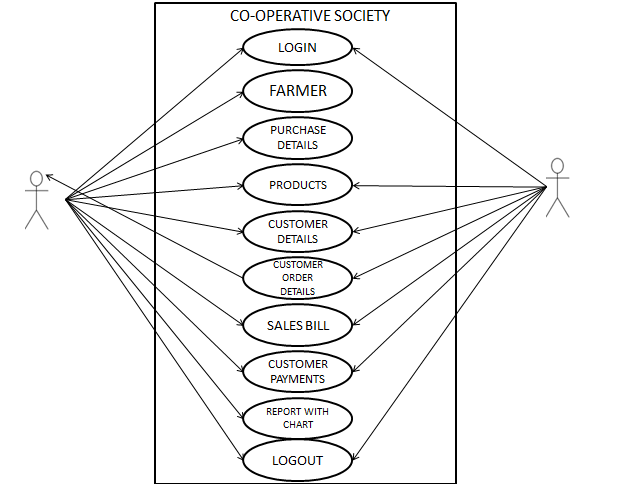 CO-OPERATIVE SOCIETY
LOGIN
FARMER
PURCHASE
DETAILS
PRODUCTS
CUSTOMER
DETAILS
CUSTOMER
ORDER
DETAILS
SALES BILL
CUSTOMER
PAYMENTS
REPORT WITH
CHART
LOGOUT